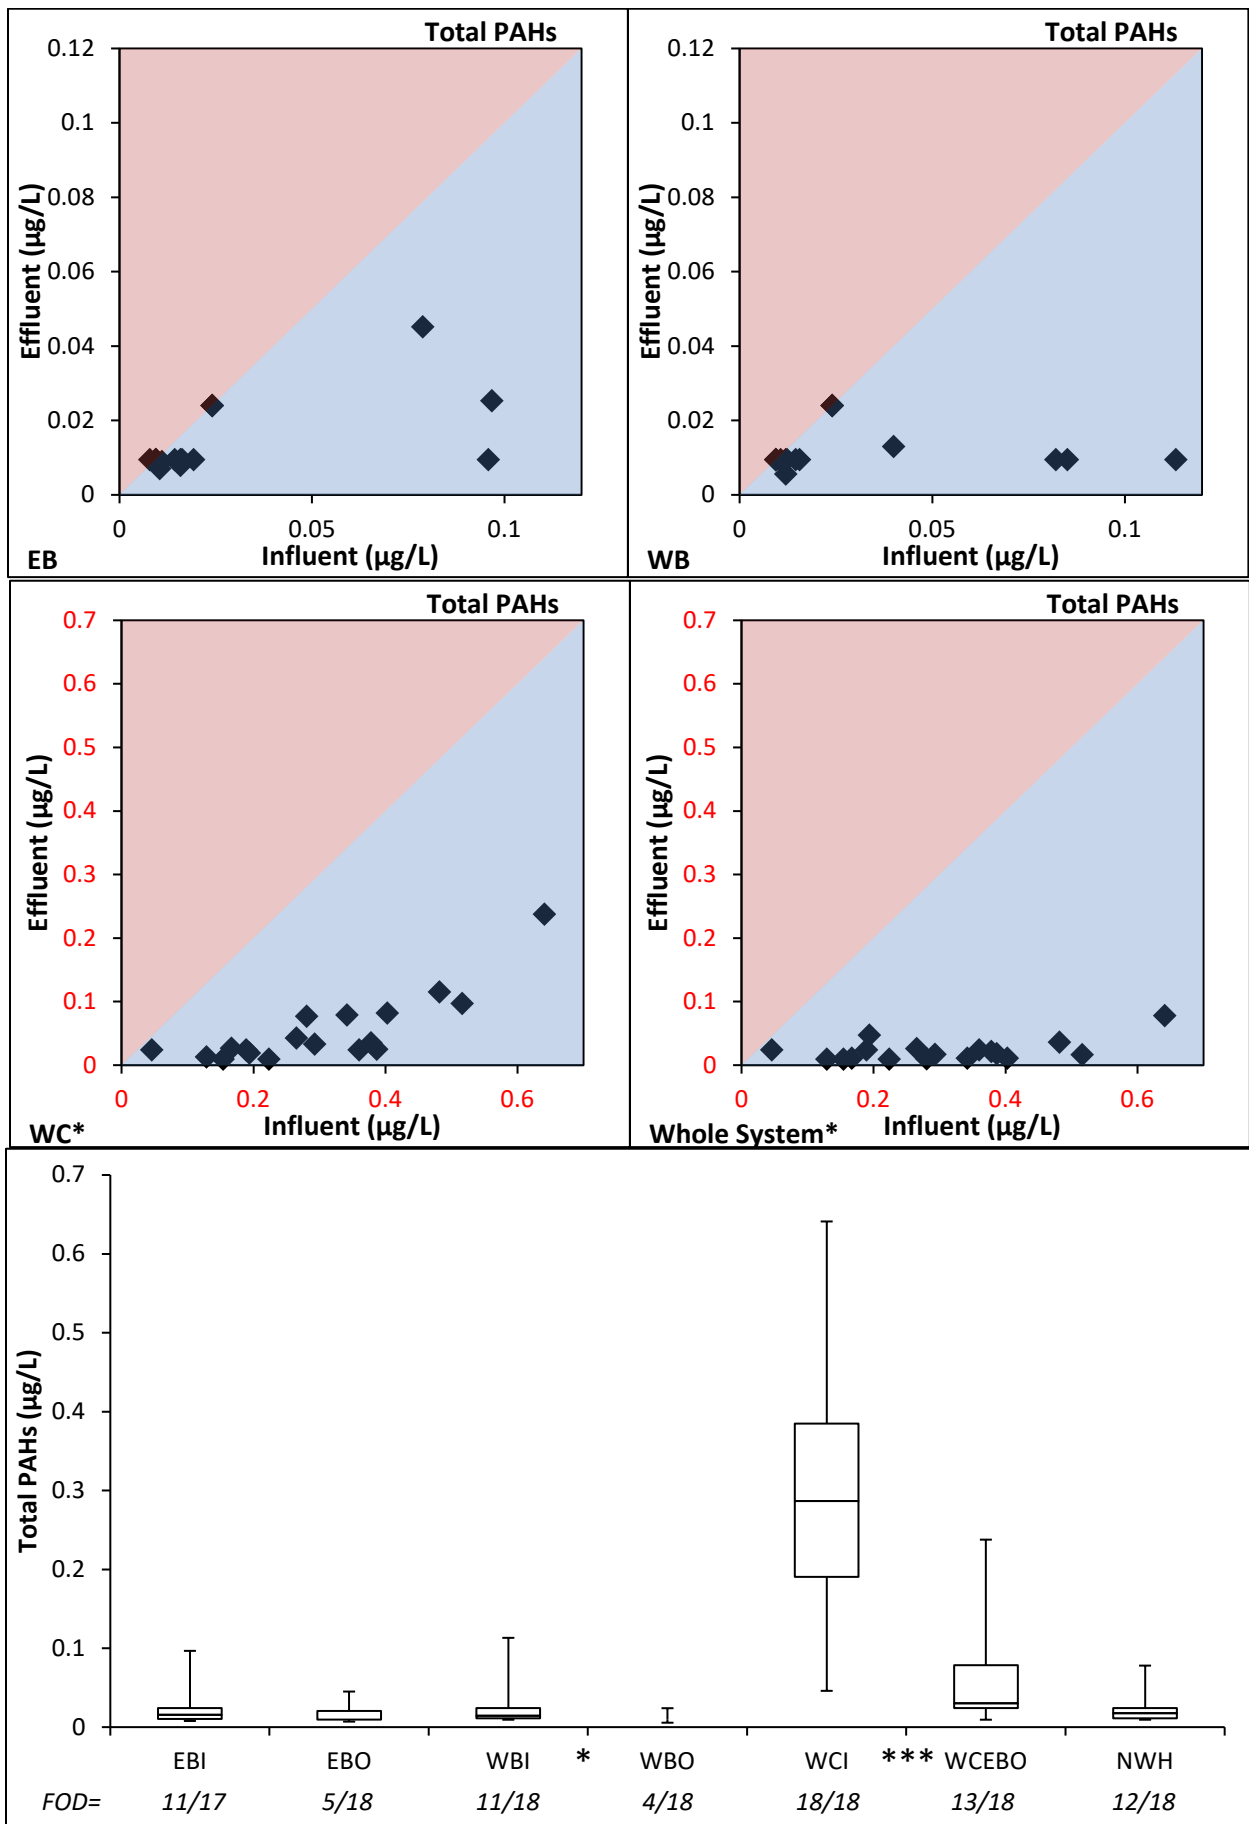 Total PAHs
0.12
0.1
0.08
0.06
0.04
0.02
0
Effluent (µg/L)
0
0.05
0.1
Influent (µg/L)
EB
Total PAHs
0.12
0.1
0.08
0.06
0.04
0.02
0
Effluent (µg/L)
0
0.05
0.1
Influent (µg/L)
WB
Total PAHs
0.7
0.6
0.5
0.4
0.3
0.2
0.1
0
Effluent (µg/L)
0
0.2
0.4
0.6
Influent (µg/L)
WC*
Total PAHs
0.7
0.6
0.5
0.4
0.3
0.2
0.1
0
Effluent (µg/L)
0
0.2
0.4
0.6
Influent (µg/L)
Whole System*
0.7
0.6
0.5
0.4
0.3
0.2
0.1
0
Total PAHs (µg/L)
EBI EBO WBI * WBO WCI *** WCEBO NWH
FOD= 11/17 5/18 11/18 4/18 18/18 13/18 12/18